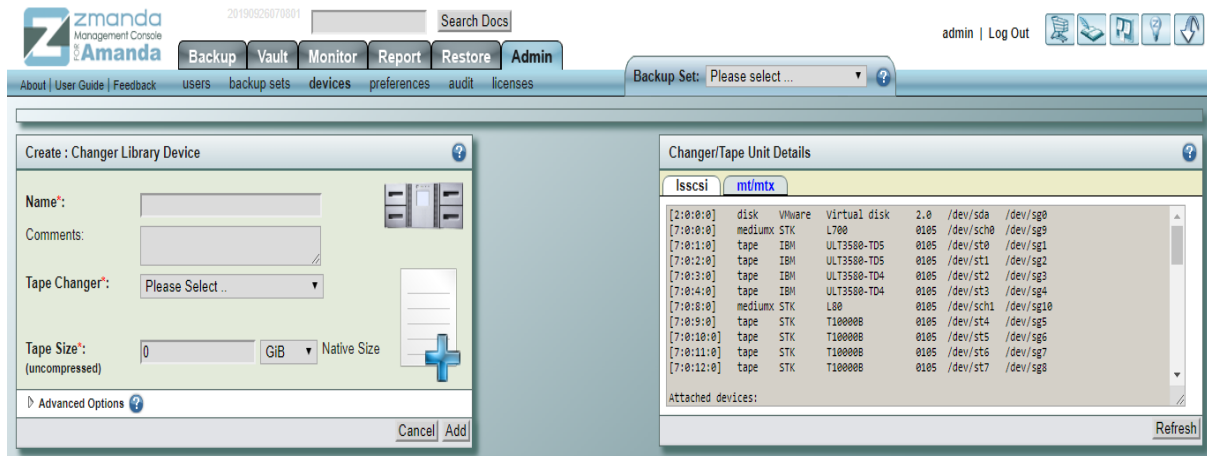 zmanda
Management Console
FOR Amanda
20190926070801
Search Docs
admin | Log Out
Backup Vault Monitor Report Restore Admin
Backup Set: Please select ...
About | User Guide | Feedback
users backup sets devices preferences audit licenses
Create : Changer Library Device
Name*:
Comments:
Tape Changer*: Please Select ..
Tape Size*: 0 GiB Native Size
(uncompressed)
Advanced Options
Cancel Add
Changer/Tape Unit Details
lsscsi mt/mtx
[2:0:0:0] disk VMware Virtual disk 2.0 /dev/sda /dev/sg0
[7:0:0:0] mediumx STK L700 0105 /dev/sch0 /dev/sg9
[7:0:1:0] tape IBM ULT3580-TD5 0105 /dev/st0 /dev/sg1
[7:0:2:0] tape IBM ULT3580-TD5 0105 /dev/st1 /dev/sg2
[7:0:3:0] tape IBM ULT3580-TD4 0105 /dev/st2 /dev/sg3
[7:0:4:0] tape IBM ULT3580-TD4 0105 /dev/st3 /dev/sg4
[7:0:8:0] mediumx STK L80 0105 /dev/sch1 /dev/sg10
[7:0:9:0] tape STK T10000B 0105 /dev/st4 /dev/sg5
[7:0:10:0] tape STK T10000B 0105 /dev/st5 /dev/sg6
[7:0:11:0] tape STK T10000B 0105 /dev/st6 /dev/sg7
[7:0:12:0] tape STK T10000B 0105 /dev/st7 /dev/sg8
Attached devices:
Refresh